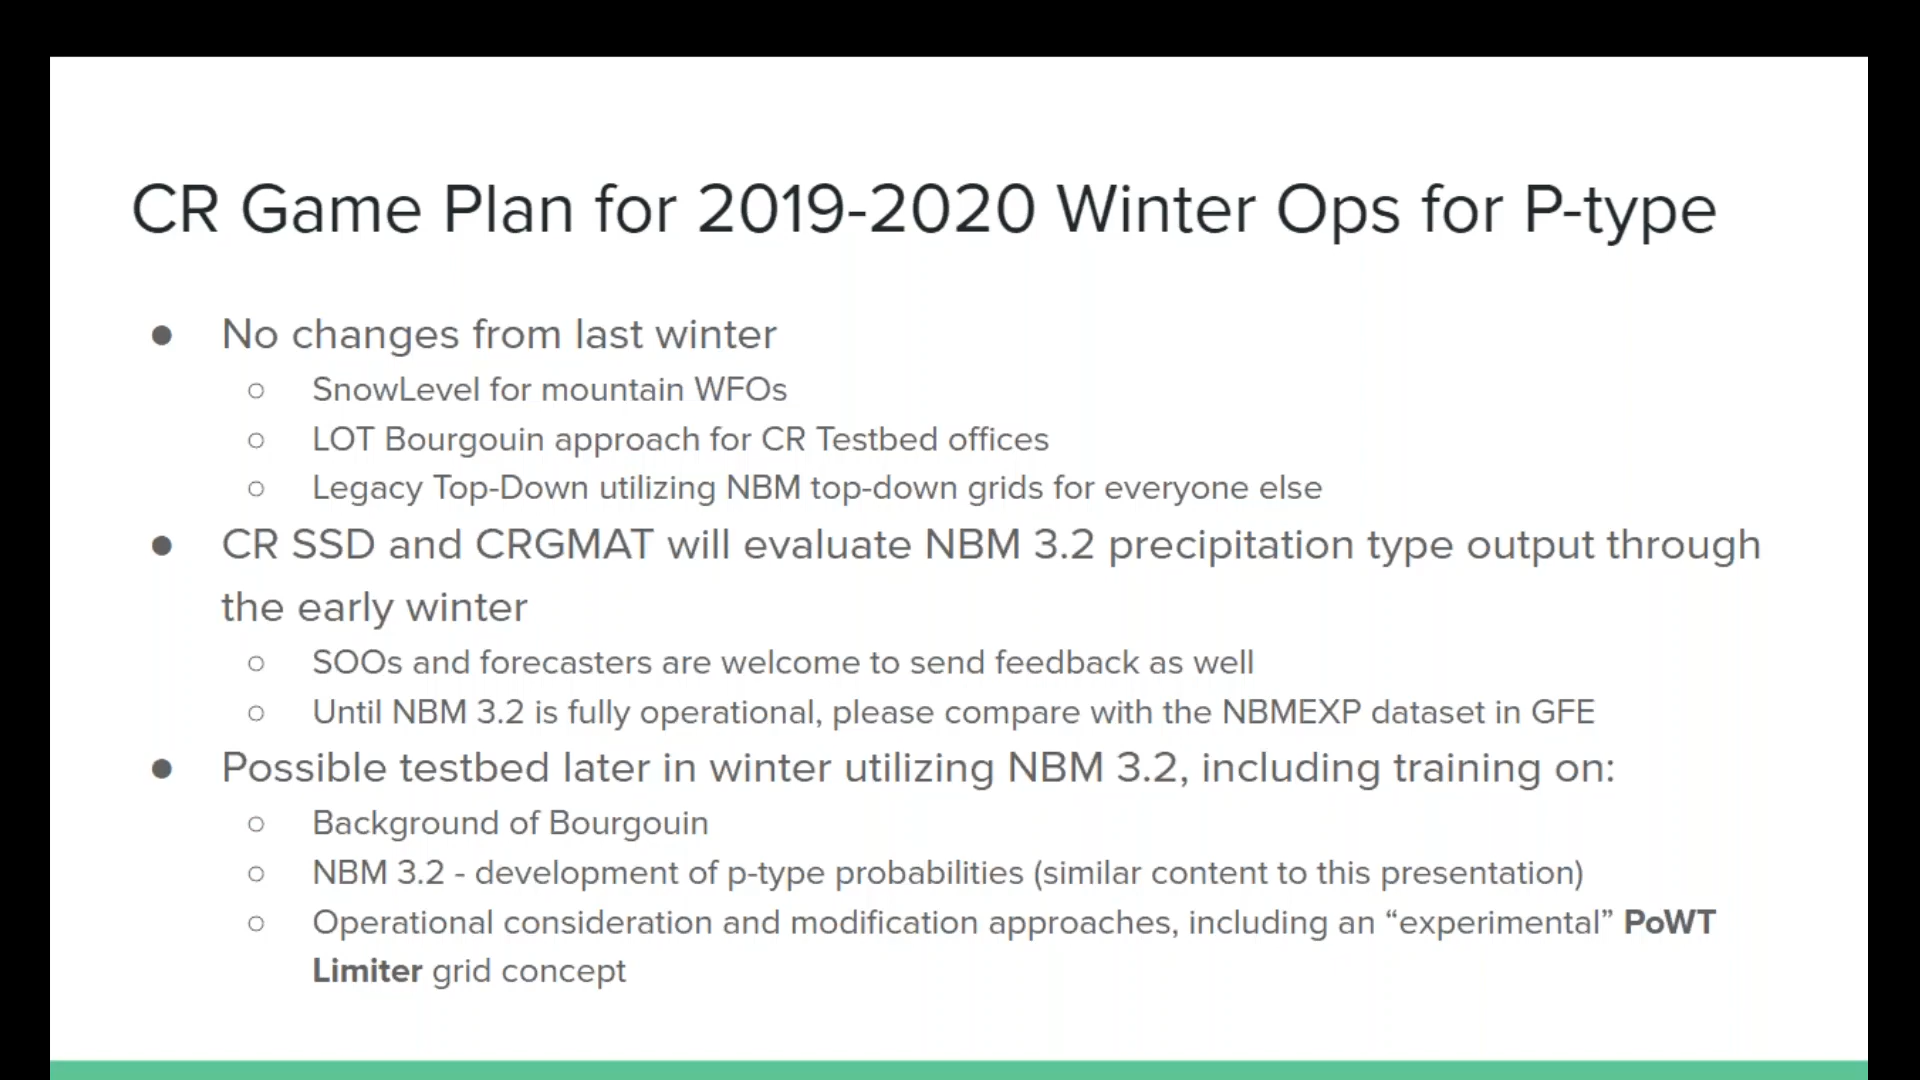 CR Game Plan for 2019-2020 Winter Ops for P-type
● No changes from last winter
○ SnowLevel for mountain WFOs
○ LOT Bourgouin approach for CR Testbed offices
○ Legacy Top-Down utilizing NBM top-down grids for everyone else
● CR SSD and CRGMAT will evaluate NBM 3.2 precipitation type output through
the early winter
○ SOOs and forecasters are welcome to send feedback as well
○ Until NBM 3.2 is fully operational, please compare with the NBMEXP dataset in GFE
● Possible testbed later in winter utilizing NBM 3.2, including training on:
○ Background of Bourgouin
○ NBM 3.2 - development of p-type probabilities (similar content to this presentation)
○ Operational consideration and modification approaches, including an “experimental” PoWT
Limiter grid concept